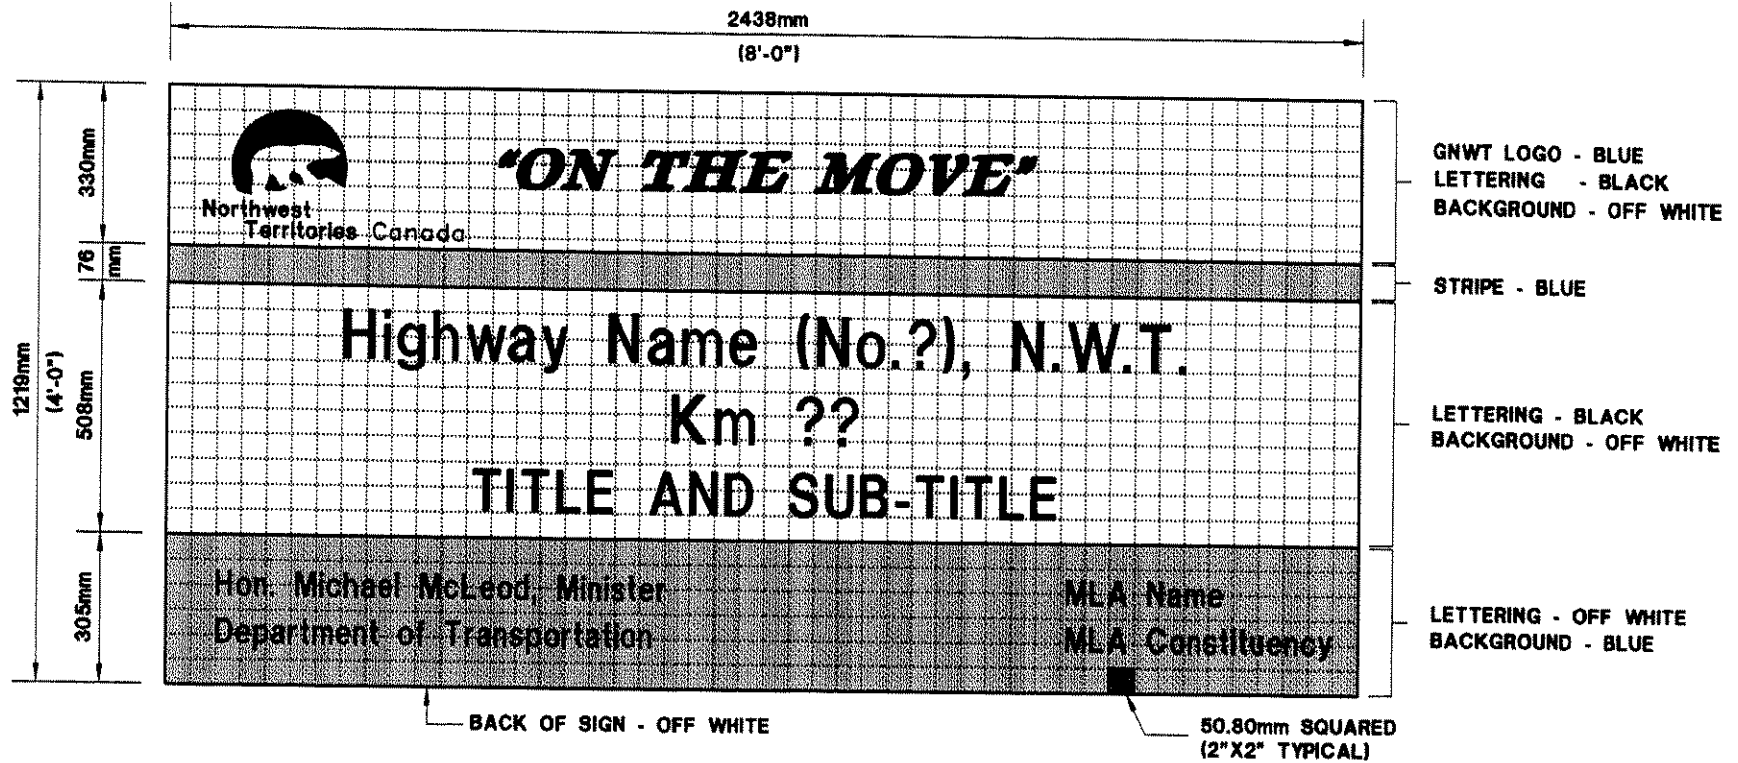 2438mm
(8'-0")
1219mm
(4'-0")
330mm
76 mm
508mm
305mm
Northwest
Territories Canada
"ON THE MOVE"
Highway Name (No.?), N.W.T.
Km ??
TITLE AND SUB-TITLE
Hon. Michael McLeod, Minister
Department of Transportation
MLA Name
MLA Constituency
GNWT LOGO - BLUE
LETTERING - BLACK
BACKGROUND - OFF WHITE
STRIPE - BLUE
LETTERING - BLACK
BACKGROUND - OFF WHITE
LETTERING - OFF WHITE
BACKGROUND - BLUE
BACK OF SIGN - OFF WHITE
50.80mm SQUARED
(2"X2" TYPICAL)